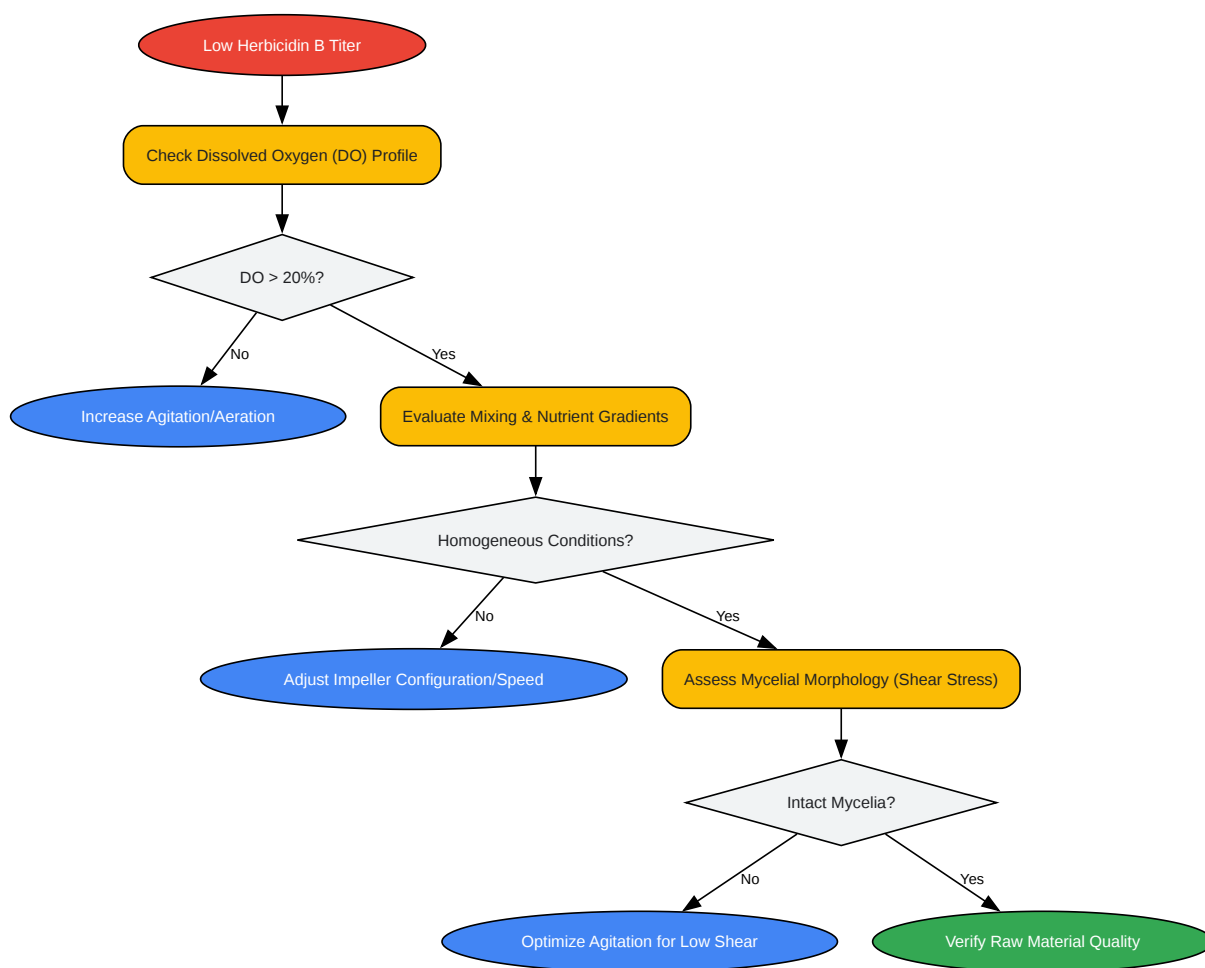 Low Herbicidin B Titer
Check Dissolved Oxygen (DO) Profile
DO > 20%?
No
Yes
Increase Agitation/Aeration
Evaluate Mixing & Nutrient Gradients
Homogeneous Conditions?
No
Yes
Adjust Impeller Configuration/Speed
Assess Mycelial Morphology (Shear Stress)
Intact Mycelia?
No
Yes
Optimize Agitation for Low Shear
Verify Raw Material Quality